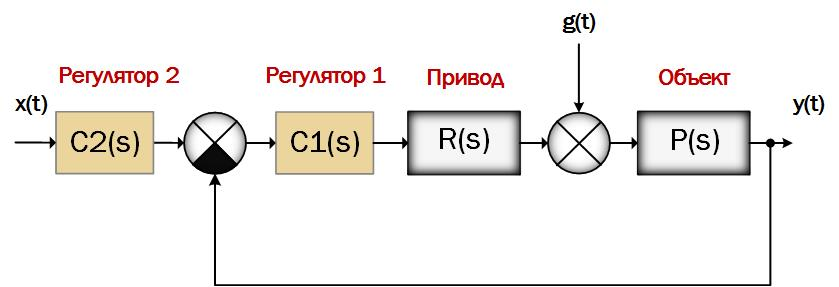 g(t)
Регулятор 2
Регулятор 1
Привод
Объект
x(t)
y(t)
C2(s)
C1(s)
R(s)
P(s)